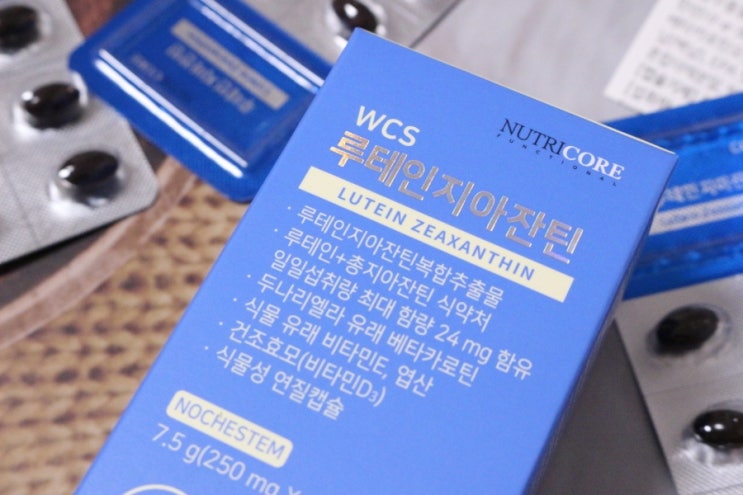 NUTRICORE
FUNCTIONAL
WCS
루테인지아잔틴
LUTEIN ZEAXANTHIN
· 루테인지아잔틴복합추출물
· 루테인+총지아잔틴 식약처
일일섭취량 최대 함량 24 mg 함유
· 두나리엘라 유래 베타카로틴
· 식물 유래 비타민E, 엽산
· 건조효모(비타민D₃)
· 식물성 연질캡슐
NOCHESTEM
7.5 g(250 mg X